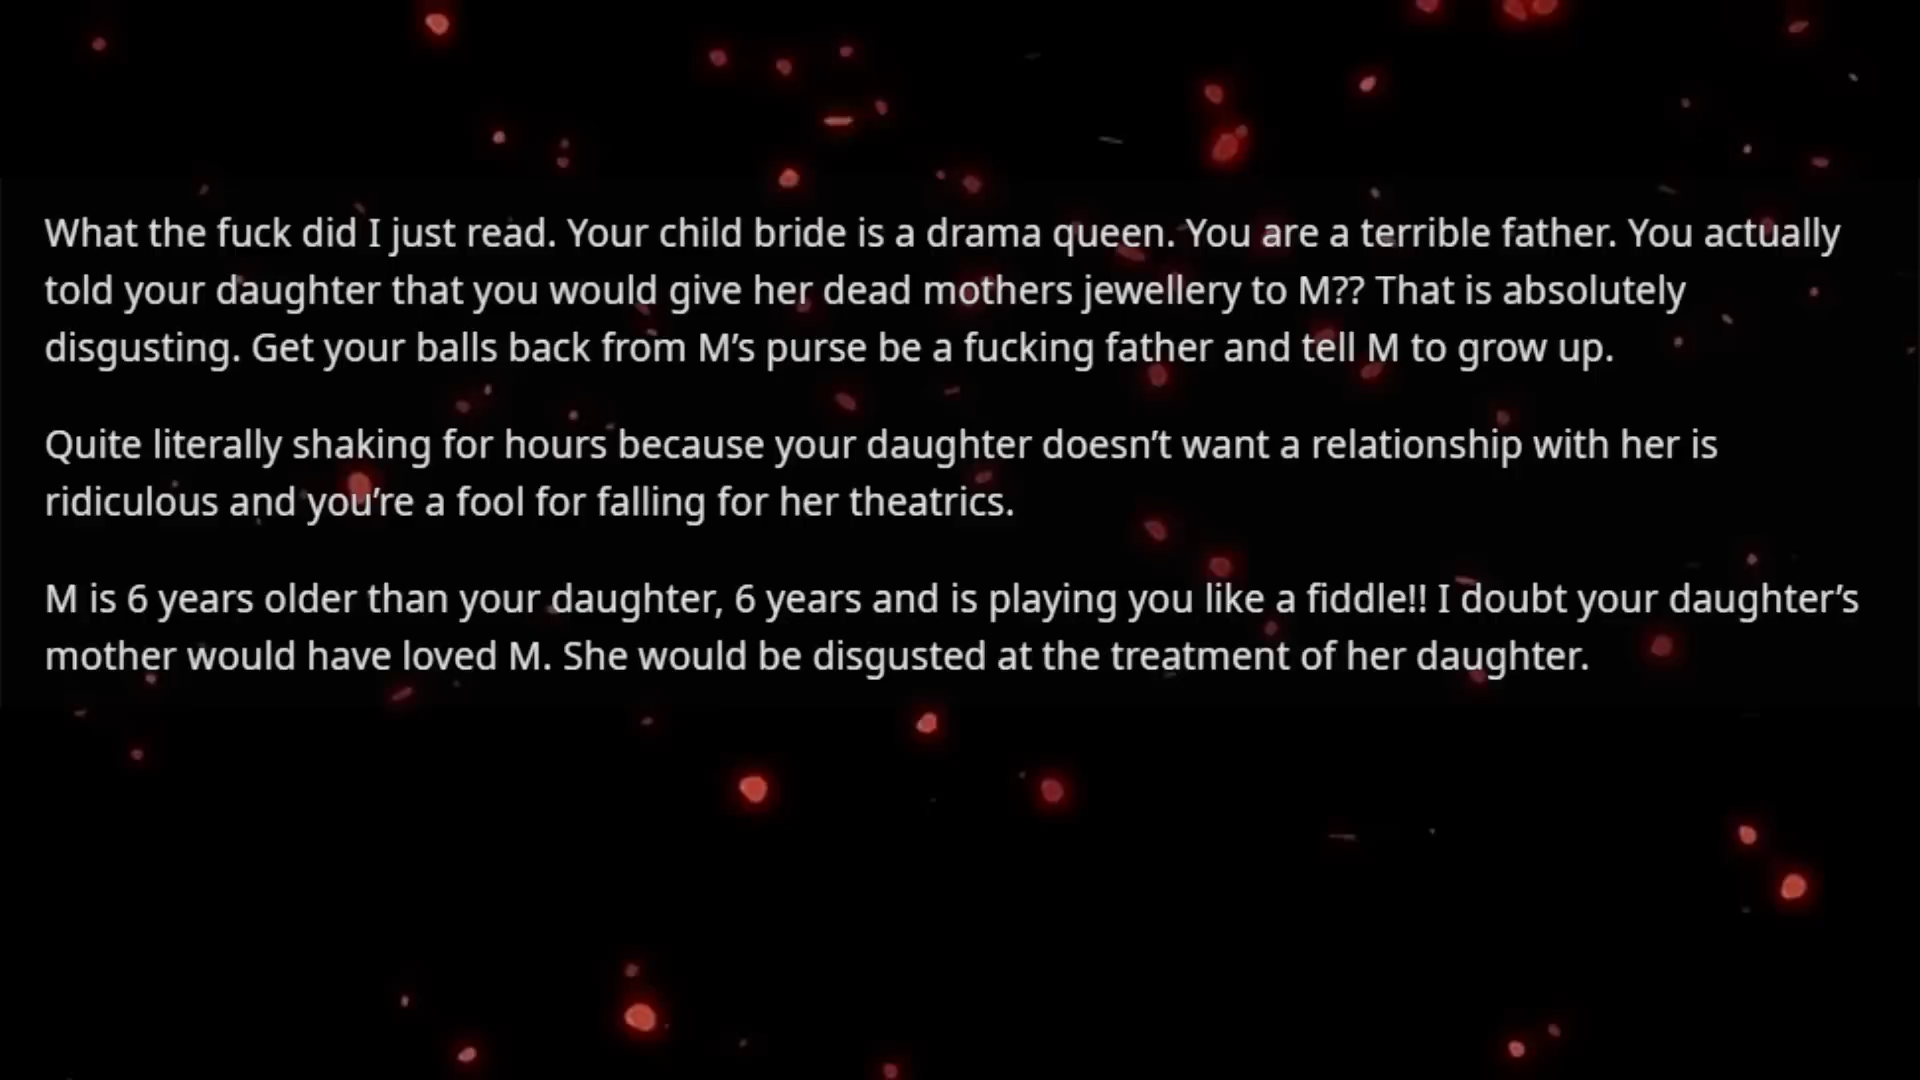 What the fuck did I just read. Your child bride is a drama queen. You are a terrible father. You actually
told your daughter that you would give her dead mothers jewellery to M?? That is absolutely
disgusting. Get your balls back from M’s purse be a fucking father and tell M to grow up.
Quite literally shaking for hours because your daughter doesn’t want a relationship with her is
ridiculous and you’re a fool for falling for her theatrics.
M is 6 years older than your daughter, 6 years and is playing you like a fiddle!! I doubt your daughter’s
mother would have loved M. She would be disgusted at the treatment of her daughter.